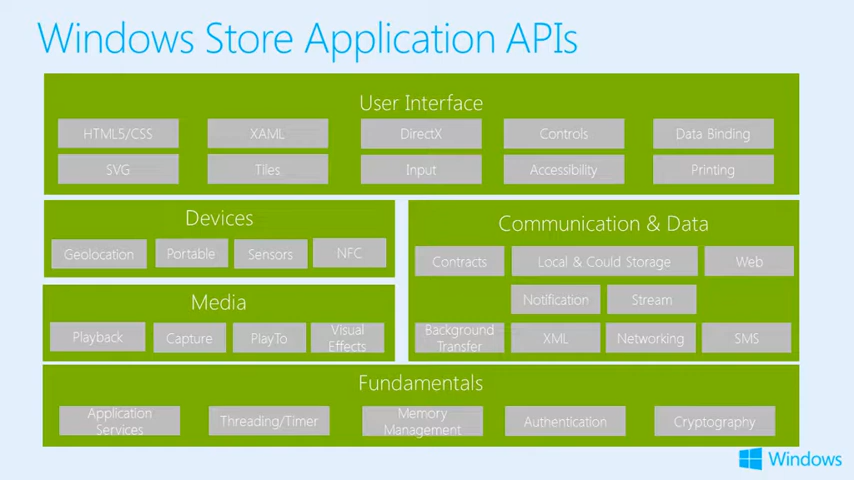 Windows Store Application APIs
User Interface
HTML5/CSS XAML DirectX Controls Data Binding
SVG Tiles Input Accessibility Printing
Devices
Geolocation Portable Sensors NFC
Communication & Data
Contracts Local & Could Storage Web
Notification Stream
Background
Transfer
XML Networking SMS
Media
Playback Capture PlayTo
Visual
Effects
Fundamentals
Application
Services
Threading/Timer
Memory
Management
Authentication Cryptography
Windows